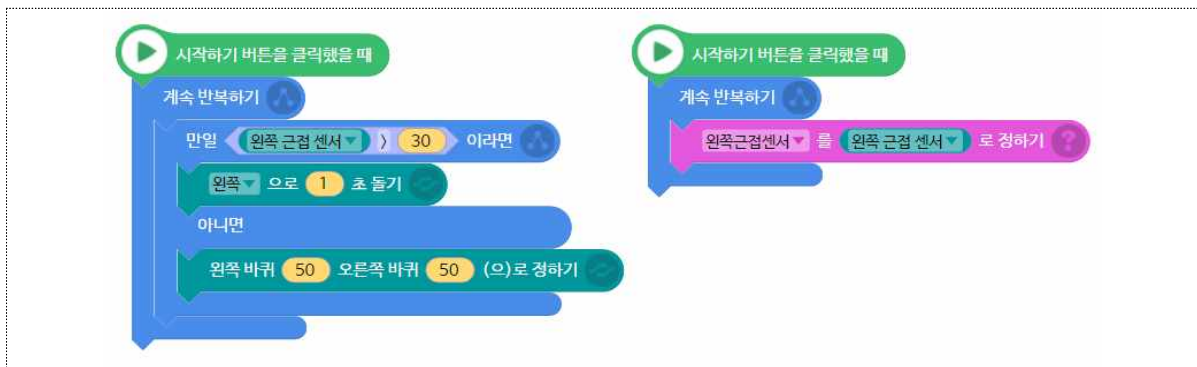 시작하기 버튼을 클릭했을 때
계속 반복하기
만일 왼쪽 근접 센서 > 30 이라면
왼쪽 으로 1 초 돌기
아니면
왼쪽 바퀴 50 오른쪽 바퀴 50 (으)로 정하기
시작하기 버튼을 클릭했을 때
계속 반복하기
왼쪽근접센서 를 왼쪽 근접 센서 로 정하기 ?